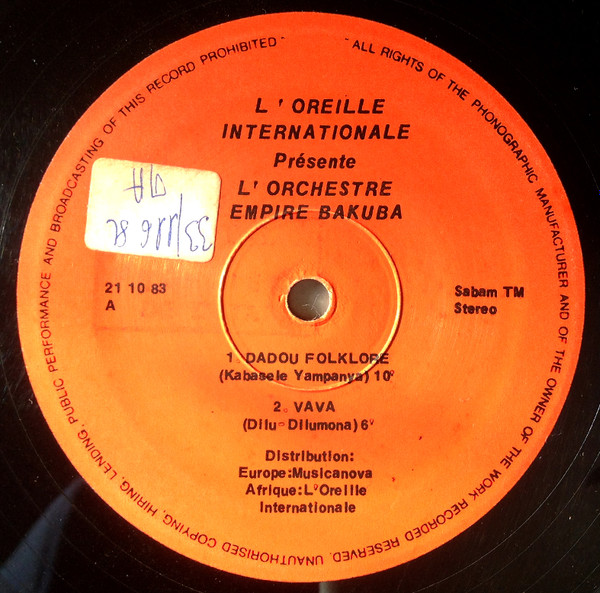 ALL RIGHTS OF THE PHONOGRAPHIC MANUFACTURER AND OF THE OWNER OF THE WORK RECORDED RESERVED. UNAUTHORISED COPYING, HIRING, LENDING, PUBLIC PERFORMANCE AND BROADCASTING OF THIS RECORD PROHIBITED
L'OREILLE
INTERNATIONALE
Présente
L'ORCHESTRE
EMPIRE BAKUBA
21 10 83
A
Sabam TM
Stereo
1. DADOU FOLKLORE
(Kabasele Yampanya) 10'
2. VAVA
(Dilu-Dilumona) 6'
Distribution:
Europe:Musicanova
Afrique:L'Oreille
Internationale